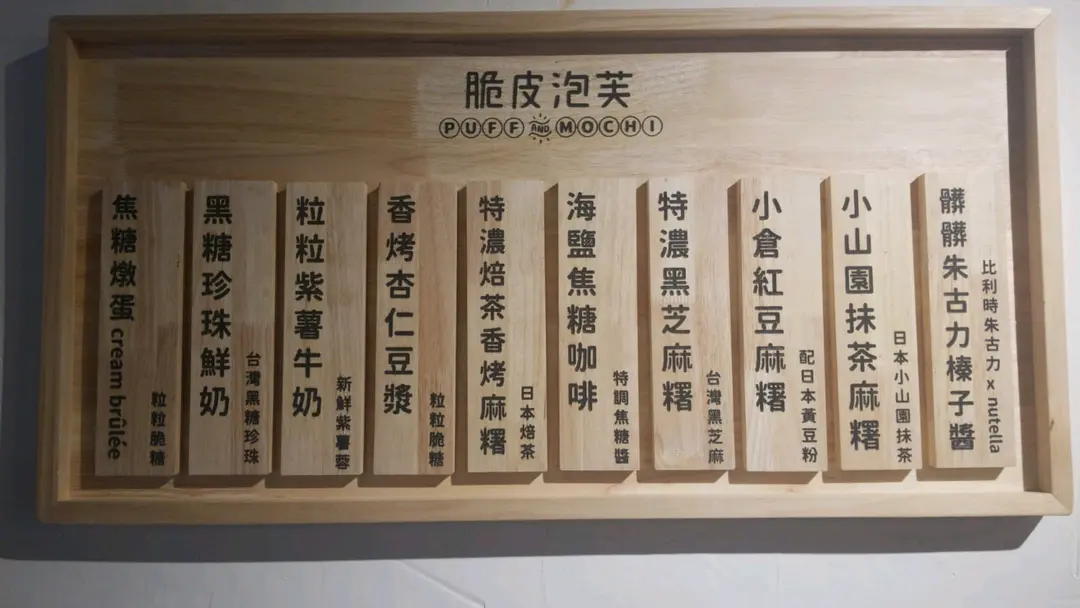 脆皮泡芙
PUFF AND MOCHI
髒髒朱古力榛子醬
比利時朱古力 x nutella
小山園抹茶麻糬
日本小山園抹茶
小倉紅豆麻糬
配日本黃豆粉
特濃黑芝麻糬
台灣黑芝麻
海鹽焦糖咖啡
特調焦糖醬
特濃焙茶香烤麻糬
日本焙茶
香烤杏仁豆漿
粒粒脆糖
粒粒紫薯牛奶
新鮮紫薯蓉
黑糖珍珠鮮奶
台灣黑糖珍珠
焦糖燉蛋 cream brûlée
粒粒脆糖